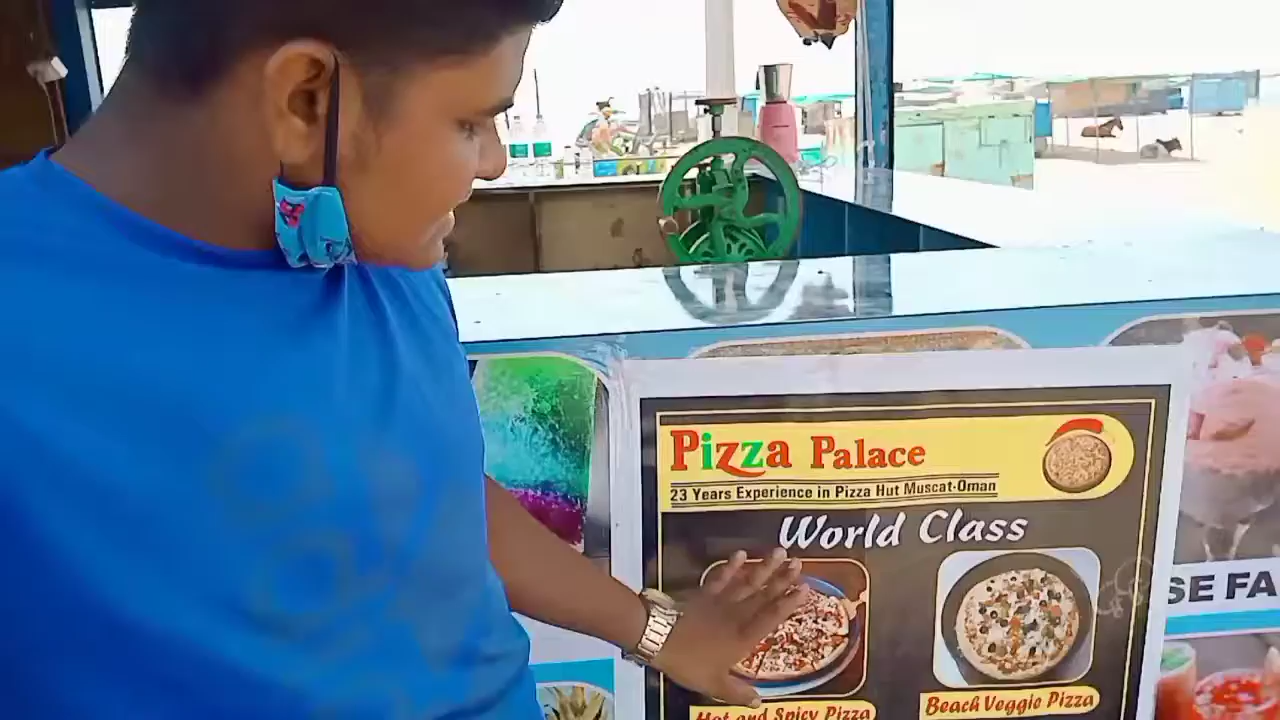 Pizza Palace
23 Years Experience in Pizza Hut Muscat-Oman
World Class
Hot and Spicy Pizza
Beach Veggie Pizza
SE FA